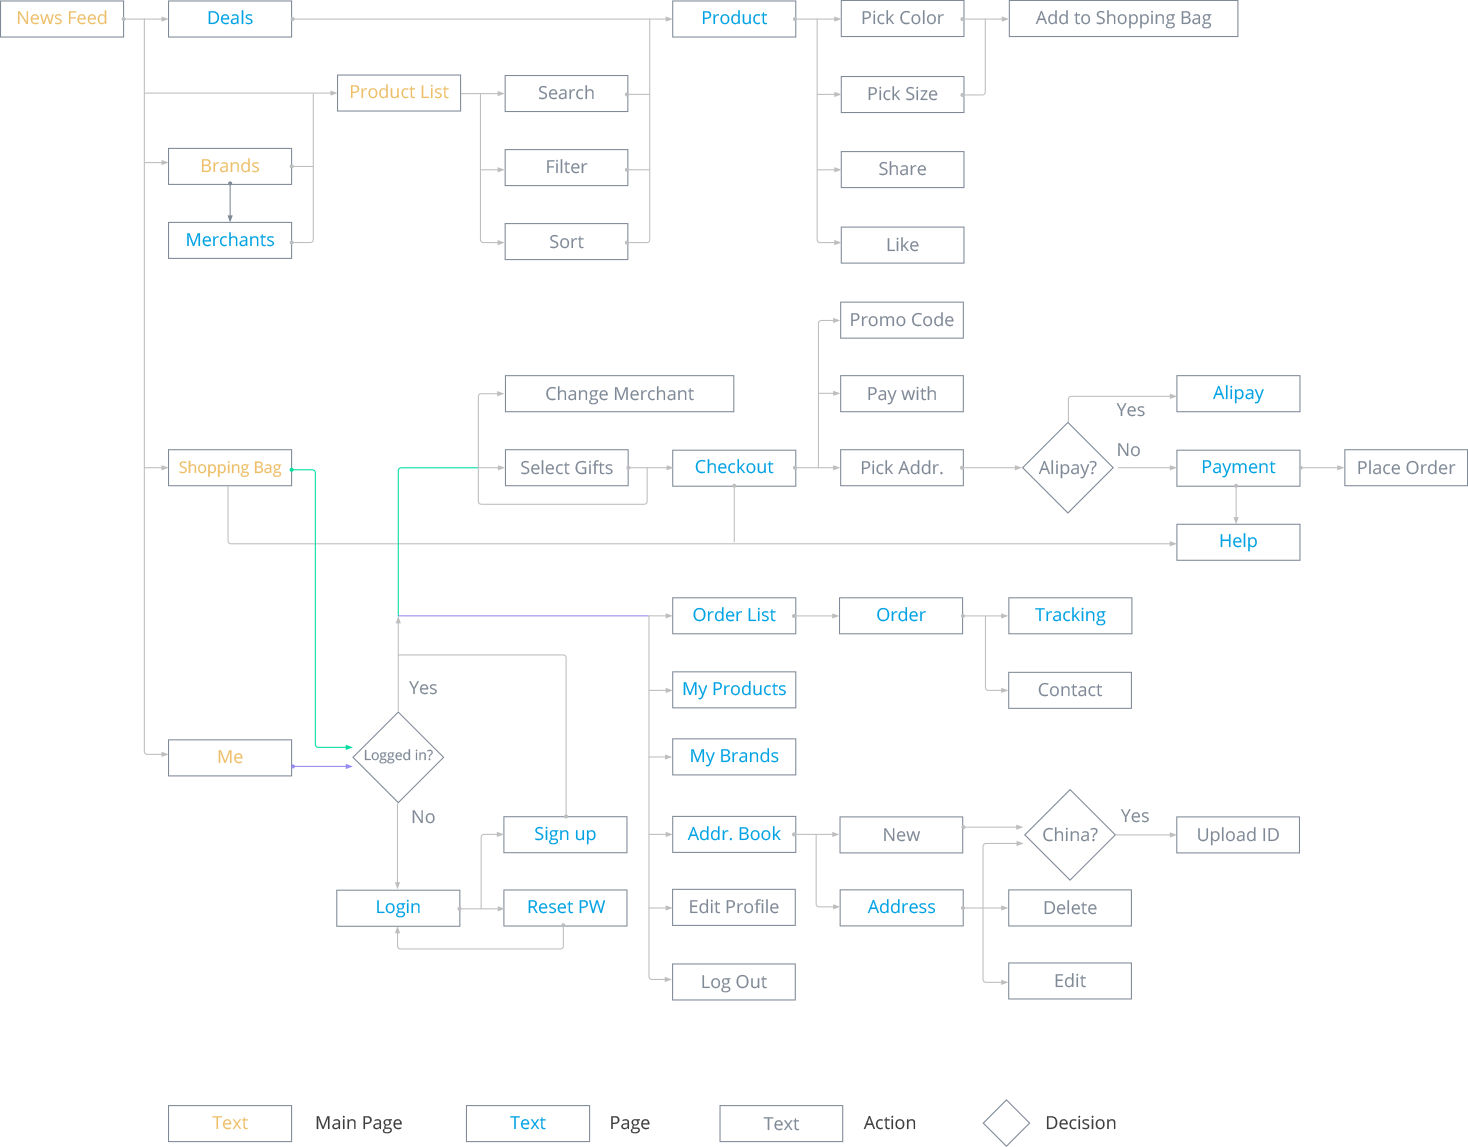 News Feed
Deals
Product
Pick Color
Add to Shopping Bag
Product List
Search
Pick Size
Brands
Filter
Share
Merchants
Sort
Like
Promo Code
Change Merchant
Pay with
Alipay
Yes
No
Shopping Bag
Select Gifts
Checkout
Pick Addr.
Alipay?
Payment
Place Order
Help
Order List
Order
Tracking
Yes
My Products
Contact
Me
Logged in?
My Brands
No
Sign up
Addr. Book
New
China?
Yes
Upload ID
Login
Reset PW
Edit Profile
Address
Delete
Log Out
Edit
Text
Main Page
Text
Page
Text
Action
Decision